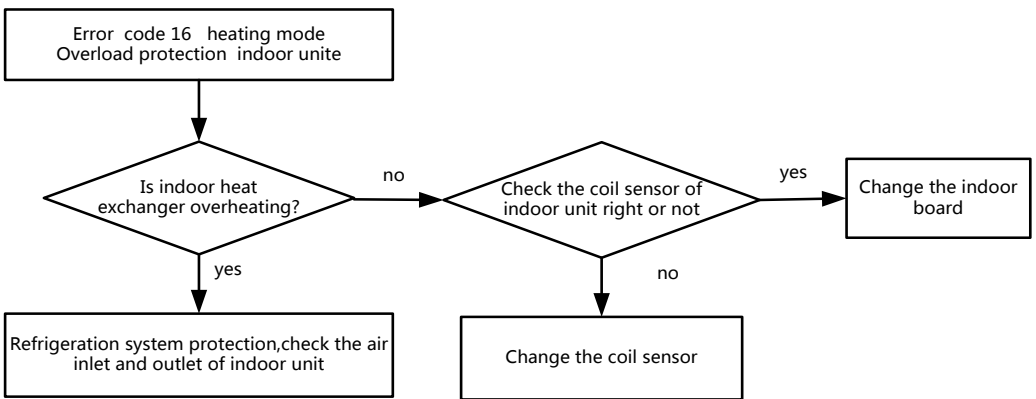 Error code 16 heating mode
Overload protection indoor unite
Is indoor heat
exchanger overheating?
no
Check the coil sensor of
indoor unit right or not
yes
Change the indoor
board
yes
no
Refrigeration system protection,check the air
inlet and outlet of indoor unit
Change the coil sensor